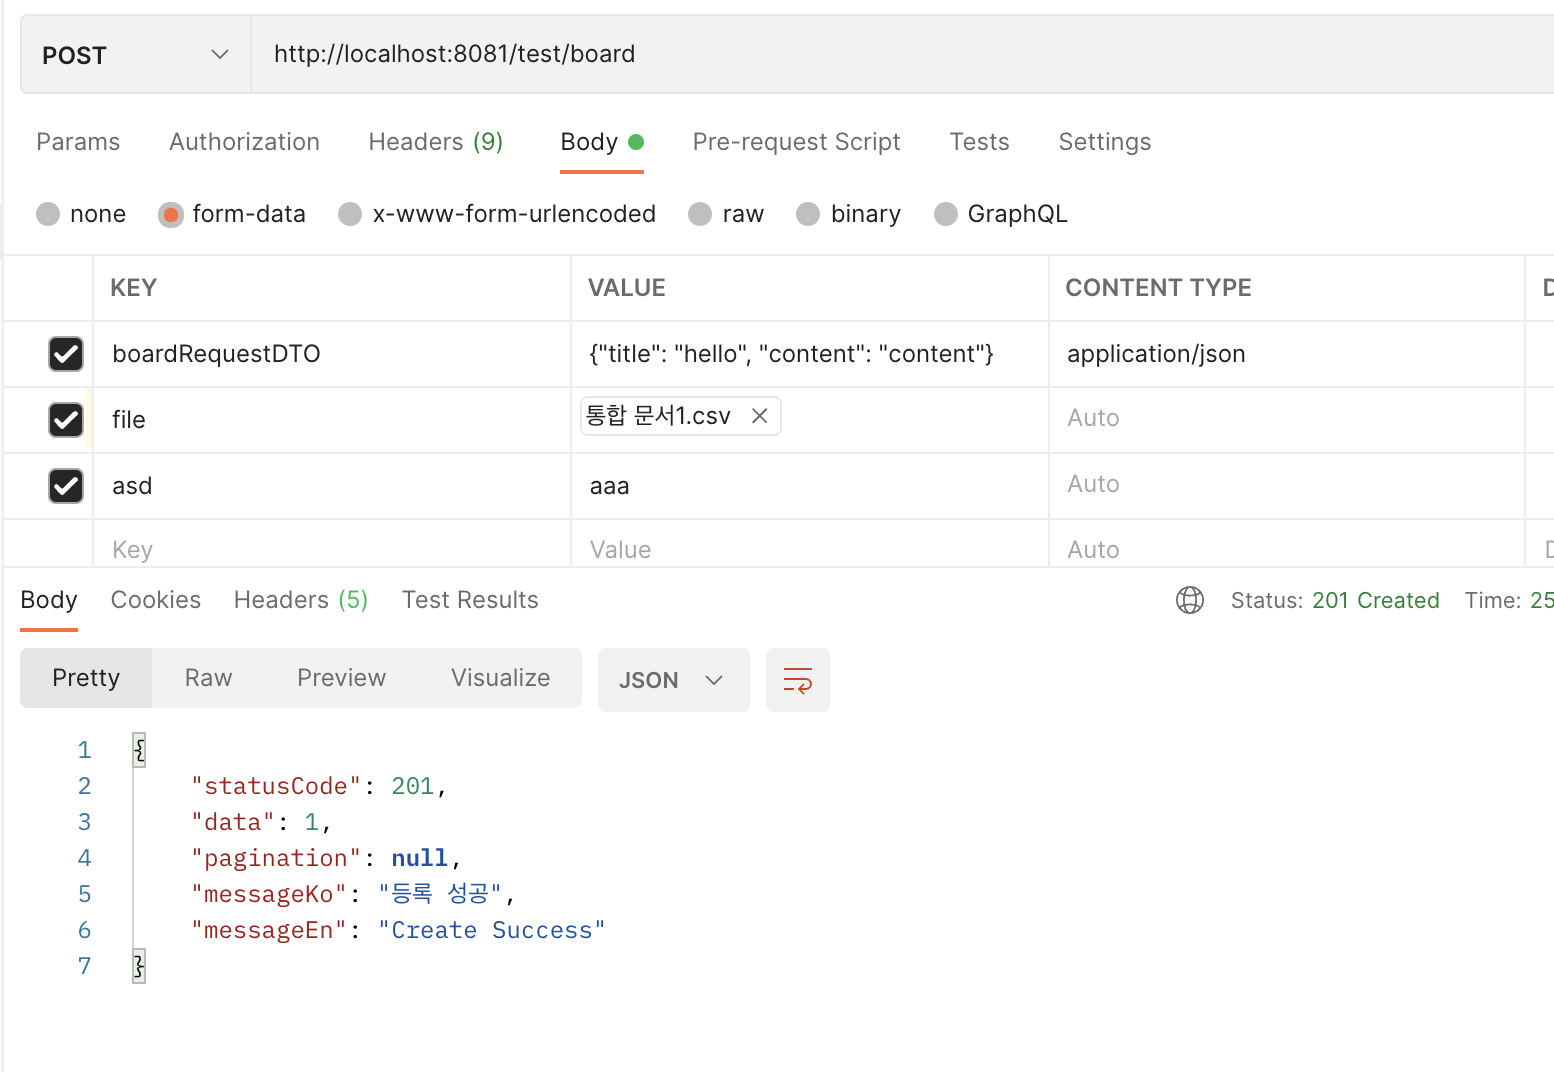 POST http://localhost:8081/test/board
Params Authorization Headers (9) Body Pre-request Script Tests Settings
none form-data x-www-form-urlencoded raw binary GraphQL
KEY VALUE CONTENT TYPE
boardRequestDTO {"title": "hello", "content": "content"} application/json
file 통합 문서1.csv Auto
asd aaa Auto
Key Value Auto
Body Cookies Headers (5) Test Results Status: 201 Created Time: 25
Pretty Raw Preview Visualize JSON
1 {
2 "statusCode": 201,
3 "data": 1,
4 "pagination": null,
5 "messageKo": "등록 성공",
6 "messageEn": "Create Success"
7 }